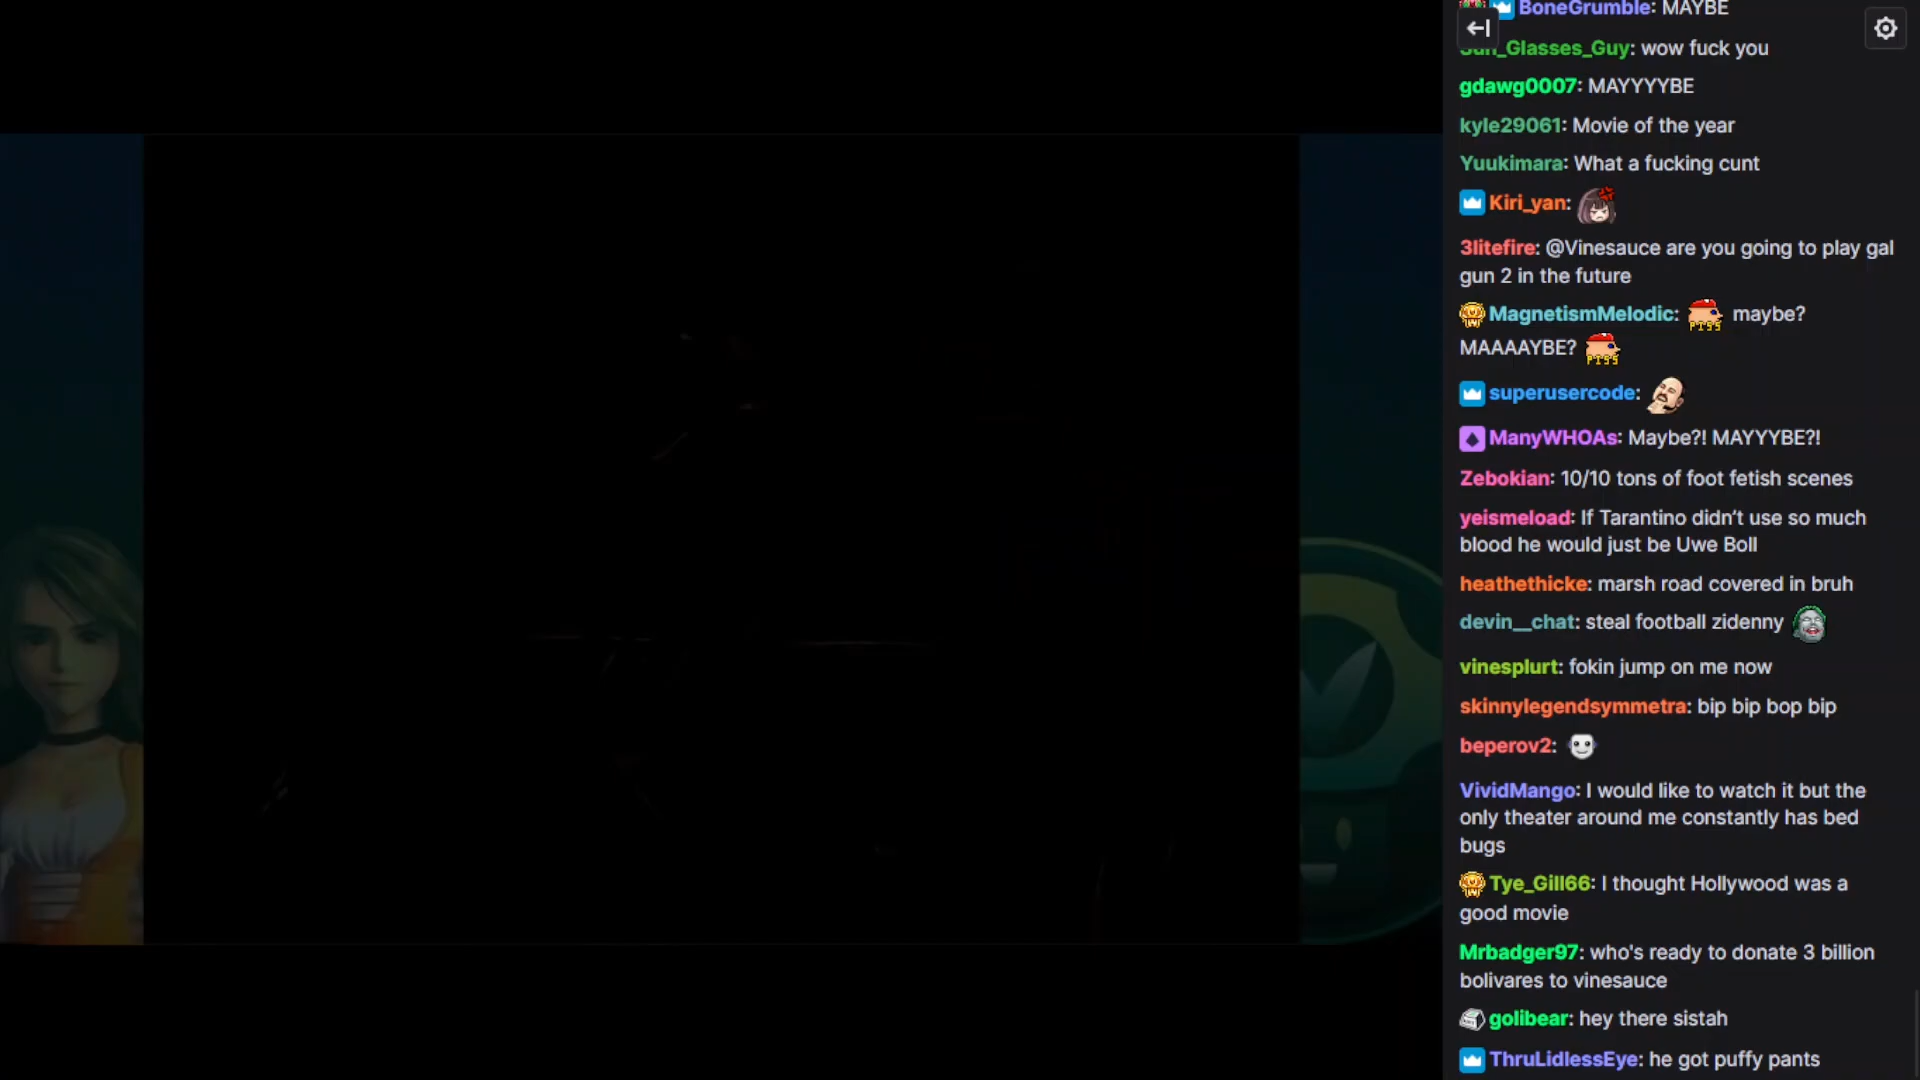 BoneGrumble: MAYBE
Sun_Glasses_Guy: wow fuck you
gdawg0007: MAYYYYBE
kyle29061: Movie of the year
Yuukimara: What a fucking cunt
Kiri_yan:
3litefire: @Vinesauce are you going to play gal
gun 2 in the future
MagnetismMelodic: PISS maybe?
MAAAAYBE? PISS
superusercode:
ManyWHOAs: Maybe?! MAYYYBE?!
Zebokian: 10/10 tons of foot fetish scenes
yeismeload: If Tarantino didn’t use so much
blood he would just be Uwe Boll
heathethicke: marsh road covered in bruh
devin__chat: steal football zidenny
vinesplurt: fokin jump on me now
skinnylegendsymmetra: bip bip bop bip
beperov2:
VividMango: I would like to watch it but the
only theater around me constantly has bed
bugs
Tye_Gill66: I thought Hollywood was a
good movie
Mrbadger97: who's ready to donate 3 billion
bolivares to vinesauce
golibear: hey there sistah
ThruLidlessEye: he got puffy pants